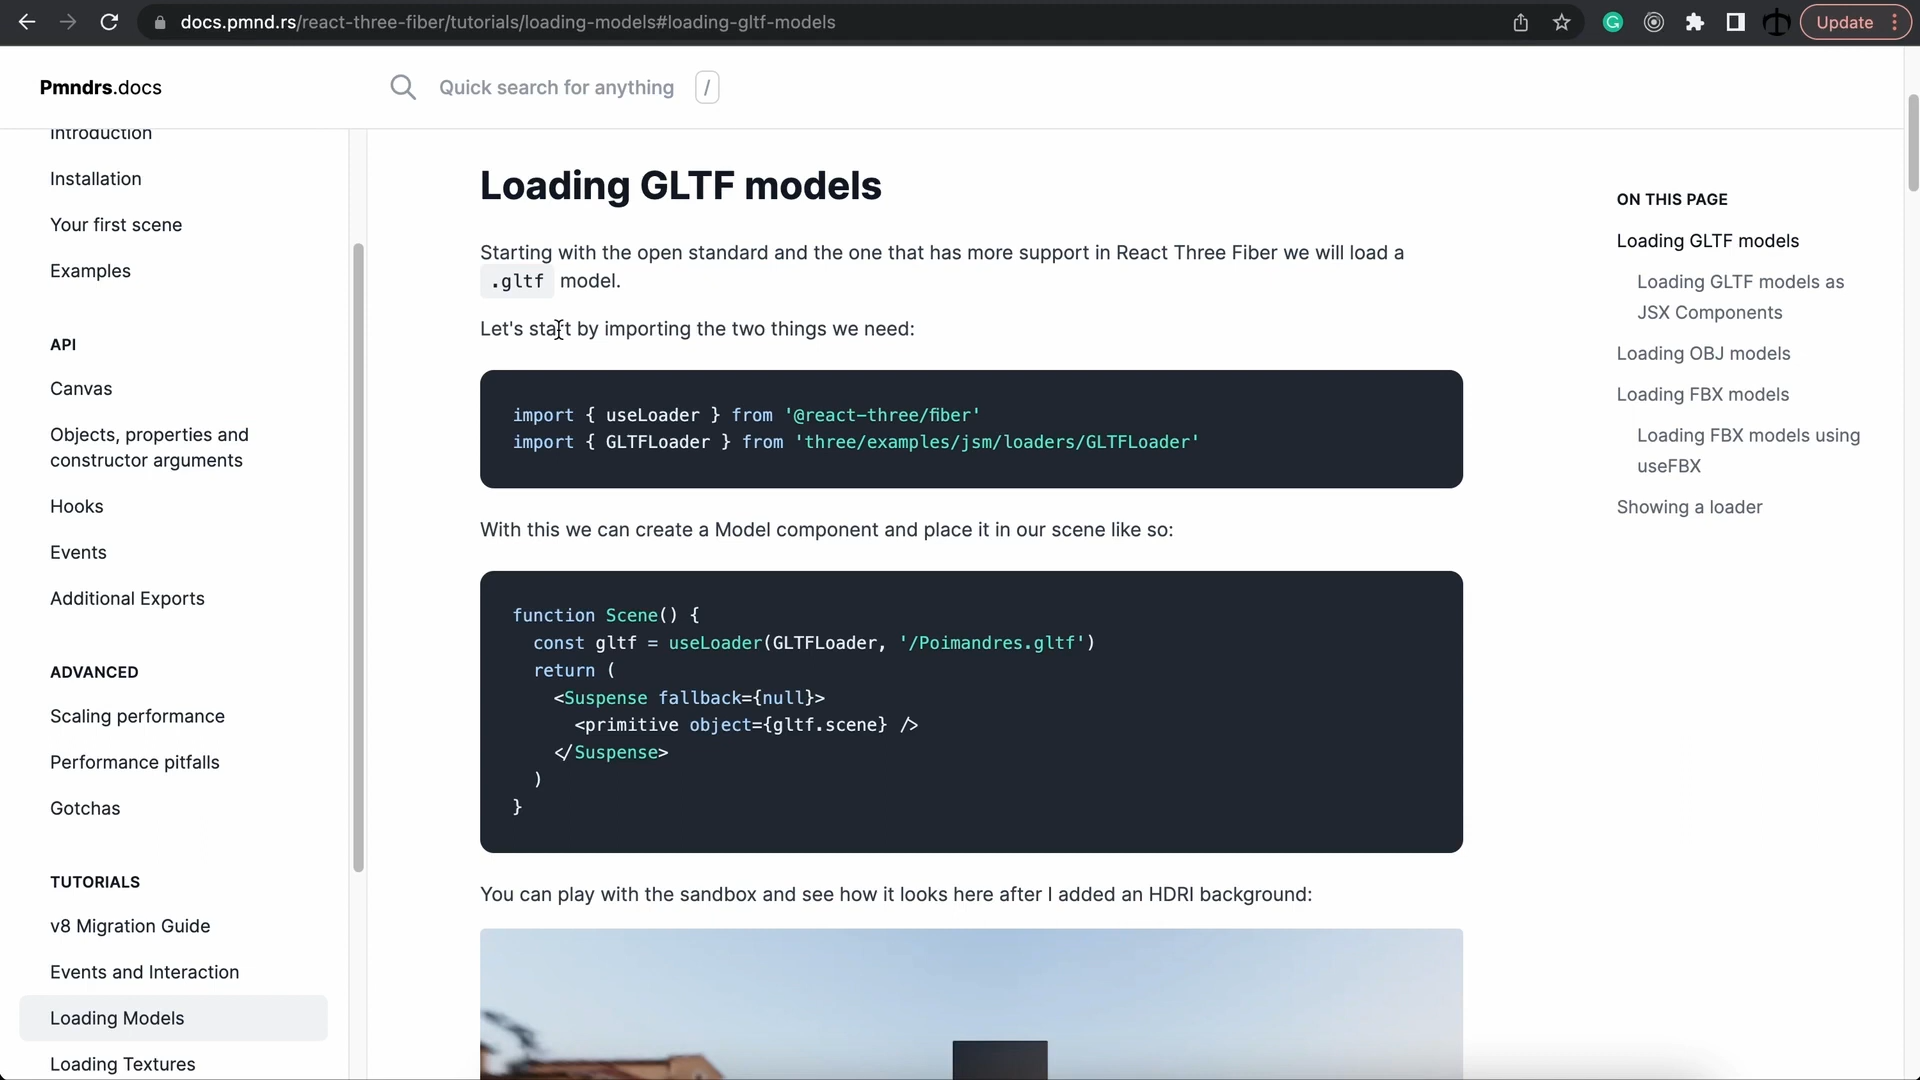 docs.pmnd.rs/react-three-fiber/tutorials/loading-models#loading-gltf-models
Update
Pmndrs.docs
Quick search for anything
/
Introduction
Installation
Your first scene
Examples
API
Canvas
Objects, properties and
constructor arguments
Hooks
Events
Additional Exports
ADVANCED
Scaling performance
Performance pitfalls
Gotchas
TUTORIALS
v8 Migration Guide
Events and Interaction
Loading Models
Loading Textures
Loading GLTF models
Starting with the open standard and the one that has more support in React Three Fiber we will load a
.gltf model.
Let's start by importing the two things we need:
import { useLoader } from '@react-three/fiber'
import { GLTFLoader } from 'three/examples/jsm/loaders/GLTFLoader'
With this we can create a Model component and place it in our scene like so:
function Scene() {
const gltf = useLoader(GLTFLoader, '/Poimandres.gltf')
return (
<Suspense fallback={null}>
<primitive object={gltf.scene} />
</Suspense>
)
}
You can play with the sandbox and see how it looks here after I added an HDRI background:
ON THIS PAGE
Loading GLTF models
Loading GLTF models as
JSX Components
Loading OBJ models
Loading FBX models
Loading FBX models using
useFBX
Showing a loader